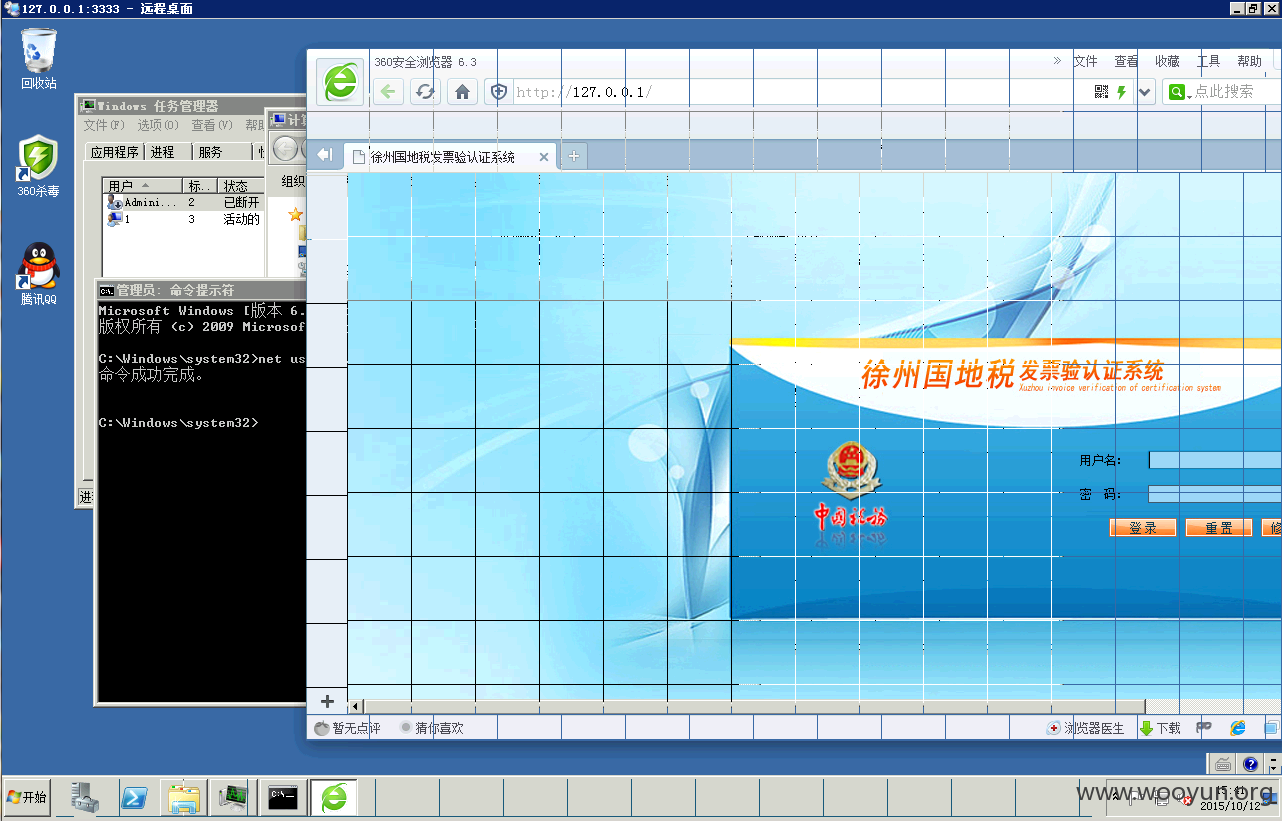 127.0.0.1:3333 - 远程桌面
回收站
360杀毒
腾讯QQ
Windows 任务管理器
文件(F) 选项(O) 查看(V) 帮助
应用程序 进程 服务
用户 标.. 状态
Admini... 2 已断开
1 3 活动的
组织
管理员: 命令提示符
Microsoft Windows [版本 6.
版权所有 (c) 2009 Microsof
C:\Windows\system32>net us
命令成功完成。
C:\Windows\system32>
360安全浏览器 6.3
» 文件 查看 收藏 工具 帮助
http://127.0.0.1/
点此搜索
徐州国地税发票验认证系统
徐州国地税 发票验认证系统
Xuzhou invoice verification of certification system
中国税务
用户名:
密 码:
登录 重置
暂无点评 猜你喜欢
浏览器医生 下载
开始
15:41
2015/10/12
www.wooyun.org